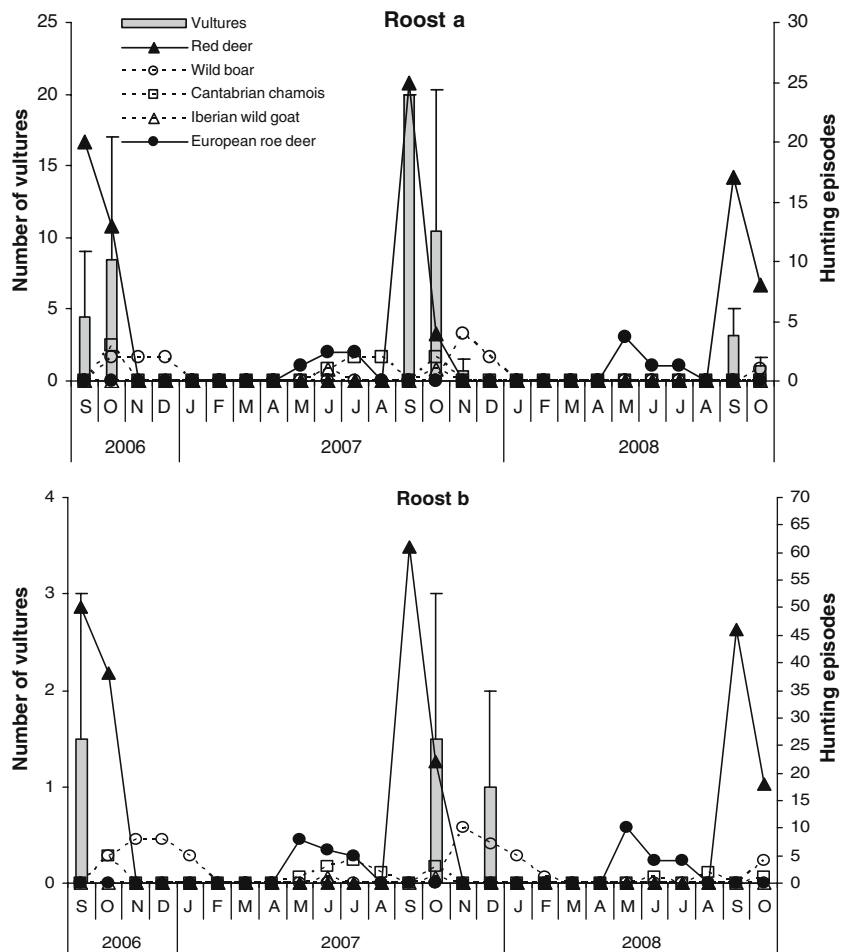 Roost a
Vultures
Red deer
Wild boar
Cantabrian chamois
Iberian wild goat
European roe deer
Number of vultures
25
20
15
10
5
0
Hunting episodes
30
25
20
15
10
5
0
S O N D J F M A M J J A S O N D J F M A M J J A S O
2006 2007 2008
Roost b
Number of vultures
4
3
2
1
0
Hunting episodes
70
65
60
55
50
45
40
35
30
25
20
15
10
5
0
S O N D J F M A M J J A S O N D J F M A M J J A S O
2006 2007 2008